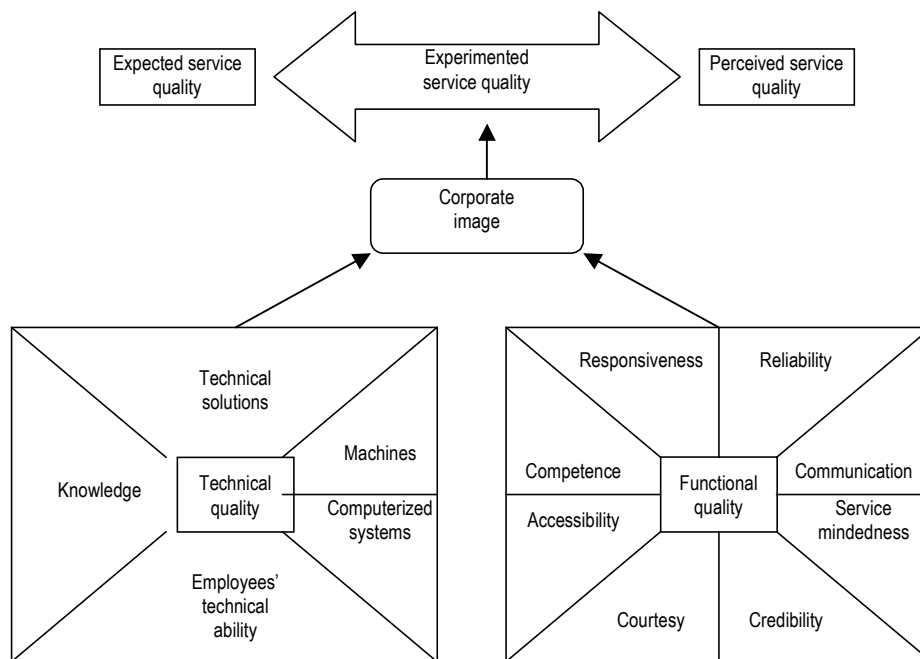 Expected service
quality
Experimented
service quality
Perceived service
quality
Corporate
image
Technical
solutions
Knowledge
Technical
quality
Machines
Computerized
systems
Employees'
technical
ability
Responsiveness
Reliability
Competence
Functional
quality
Communication
Accessibility
Service
mindedness
Courtesy
Credibility